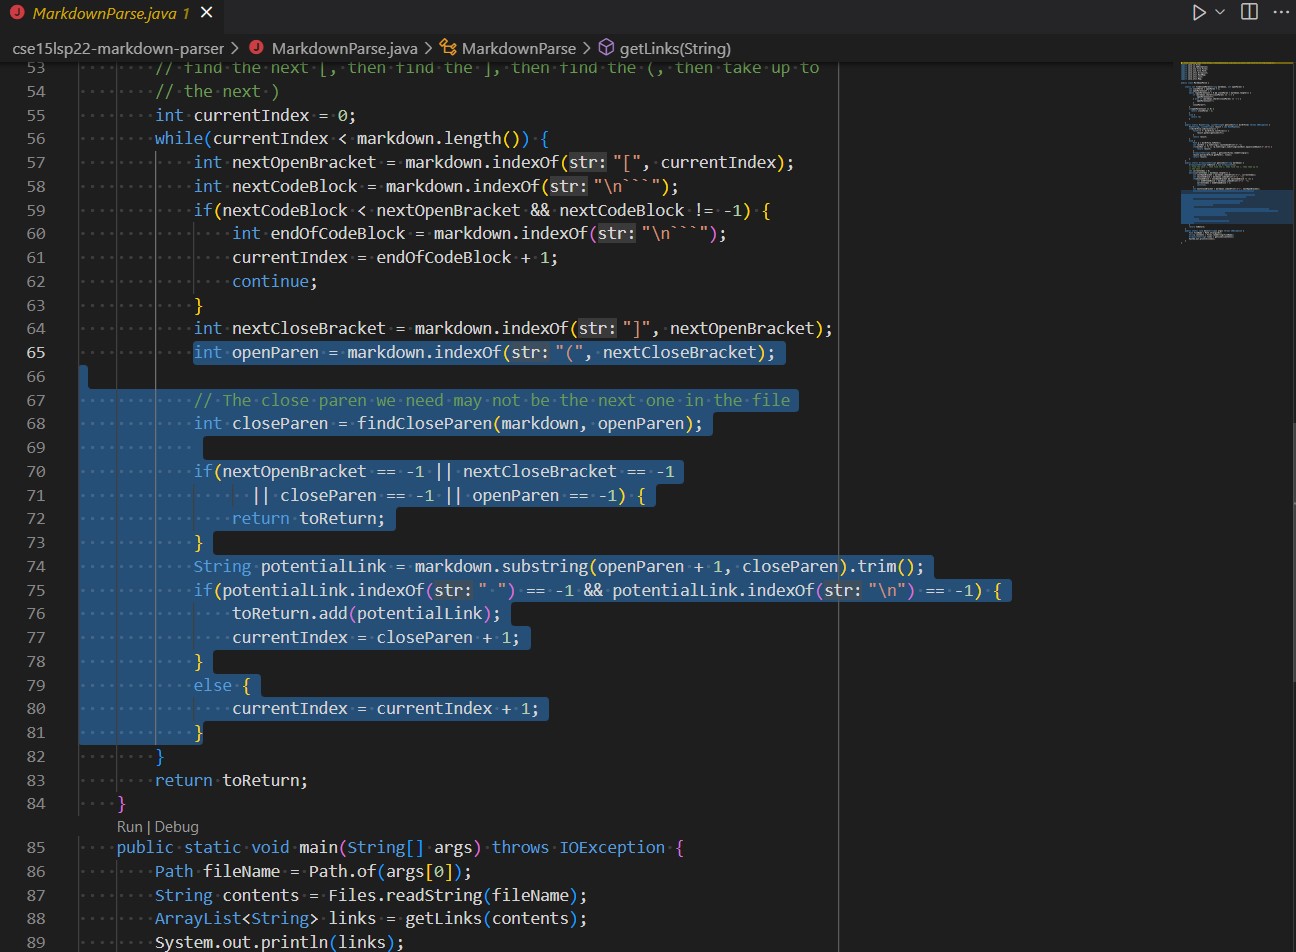 MarkdownParse.java 1
cse15lsp22-markdown-parser > MarkdownParse.java > MarkdownParse > getLinks(String)
53 // find the next [, then find the ], then find the (, then take up to
54 // the next )
55 int currentIndex = 0;
56 while(currentIndex < markdown.length()) {
57 int nextOpenBracket = markdown.indexOf(str: "[", currentIndex);
58 int nextCodeBlock = markdown.indexOf(str: "\n```");
59 if(nextCodeBlock < nextOpenBracket && nextCodeBlock != -1) {
60 int endOfCodeBlock = markdown.indexOf(str: "\n```");
61 currentIndex = endOfCodeBlock + 1;
62 continue;
63 }
64 int nextCloseBracket = markdown.indexOf(str: "]", nextOpenBracket);
65 int openParen = markdown.indexOf(str: "(", nextCloseBracket);
66
67 // The close paren we need may not be the next one in the file
68 int closeParen = findCloseParen(markdown, openParen);
69
70 if(nextOpenBracket == -1 || nextCloseBracket == -1
71 || closeParen == -1 || openParen == -1) {
72 return toReturn;
73 }
74 String potentialLink = markdown.substring(openParen + 1, closeParen).trim();
75 if(potentialLink.indexOf(str: " ") == -1 && potentialLink.indexOf(str: "\n") == -1) {
76 toReturn.add(potentialLink);
77 currentIndex = closeParen + 1;
78 }
79 else {
80 currentIndex = currentIndex + 1;
81 }
82 }
83 return toReturn;
84 }
Run | Debug
85 public static void main(String[] args) throws IOException {
86 Path fileName = Path.of(args[0]);
87 String contents = Files.readString(fileName);
88 ArrayList<String> links = getLinks(contents);
89 System.out.println(links);